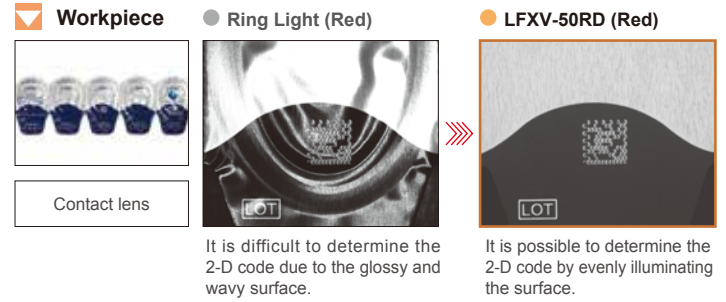 Workpiece
Ring Light (Red)
LFXV-50RD (Red)
Contact lens
LOT
LOT
It is difficult to determine the
2-D code due to the glossy and
wavy surface.
It is possible to determine the
2-D code by evenly illuminating
the surface.